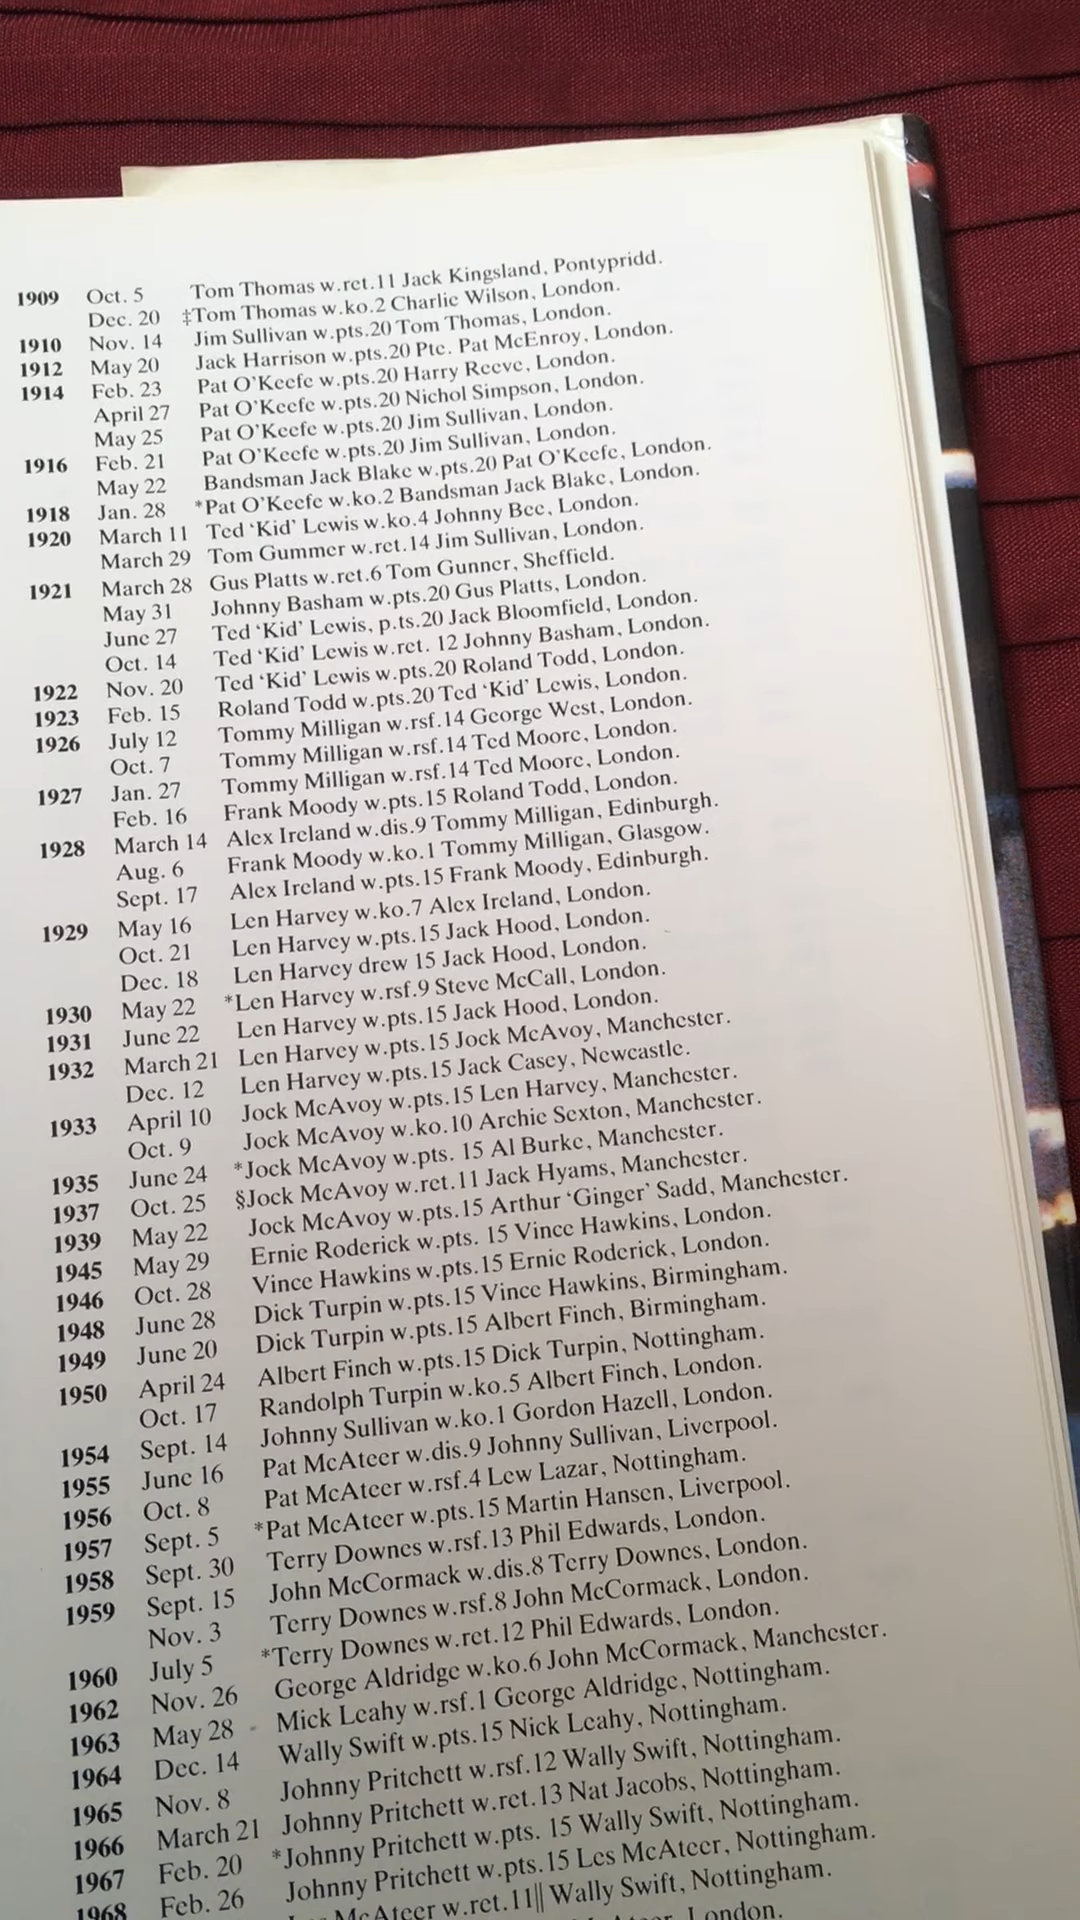 1909 Oct. 5 Tom Thomas w.ret.11 Jack Kingsland, Pontypridd.
Dec. 20 ‡Tom Thomas w.ko.2 Charlie Wilson, London.
1910 Nov. 14 Jim Sullivan w.pts.20 Tom Thomas, London.
1912 May 20 Jack Harrison w.pts.20 Pte. Pat McEnroy, London.
1914 Feb. 23 Pat O'Keefe w.pts.20 Harry Reeve, London.
April 27 Pat O'Keefe w.pts.20 Nichol Simpson, London.
May 25 Pat O'Keefe w.pts.20 Jim Sullivan, London.
1916 Feb. 21 Pat O'Keefe w.pts.20 Jim Sullivan, London.
May 22 Bandsman Jack Blake w.pts.20 Pat O'Keefe, London.
1918 Jan. 28 *Pat O'Keefe w.ko.2 Bandsman Jack Blake, London.
1920 March 11 Ted ‘Kid’ Lewis w.ko.4 Johnny Bee, London.
March 29 Tom Gummer w.ret.14 Jim Sullivan, London.
1921 March 28 Gus Platts w.ret.6 Tom Gunner, Sheffield.
May 31 Johnny Basham w.pts.20 Gus Platts, London.
June 27 Ted ‘Kid’ Lewis, p.ts.20 Jack Bloomfield, London.
Oct. 14 Ted ‘Kid’ Lewis w.ret. 12 Johnny Basham, London.
1922 Nov. 20 Ted ‘Kid’ Lewis w.pts.20 Roland Todd, London.
1923 Feb. 15 Roland Todd w.pts.20 Ted ‘Kid’ Lewis, London.
1926 July 12 Tommy Milligan w.rsf.14 George West, London.
Oct. 7 Tommy Milligan w.rsf.14 Ted Moore, London.
1927 Jan. 27 Tommy Milligan w.rsf.14 Ted Moore, London.
Feb. 16 Frank Moody w.pts.15 Roland Todd, London.
1928 March 14 Alex Ireland w.dis.9 Tommy Milligan, Edinburgh.
Aug. 6 Frank Moody w.ko.1 Tommy Milligan, Glasgow.
Sept. 17 Alex Ireland w.pts.15 Frank Moody, Edinburgh.
1929 May 16 Len Harvey w.ko.7 Alex Ireland, London.
Oct. 21 Len Harvey w.pts.15 Jack Hood, London.
Dec. 18 Len Harvey drew 15 Jack Hood, London.
1930 May 22 *Len Harvey w.rsf.9 Steve McCall, London.
1931 June 22 Len Harvey w.pts.15 Jack Hood, London.
1932 March 21 Len Harvey w.pts.15 Jock McAvoy, Manchester.
Dec. 12 Len Harvey w.pts.15 Jack Casey, Newcastle.
1933 April 10 Jock McAvoy w.pts.15 Len Harvey, Manchester.
Oct. 9 Jock McAvoy w.ko.10 Archie Sexton, Manchester.
1935 June 24 *Jock McAvoy w.pts. 15 Al Burke, Manchester.
1937 Oct. 25 §Jock McAvoy w.ret.11 Jack Hyams, Manchester.
1939 May 22 Jock McAvoy w.pts.15 Arthur ‘Ginger’ Sadd, Manchester.
1945 May 29 Ernie Roderick w.pts. 15 Vince Hawkins, London.
1946 Oct. 28 Vince Hawkins w.pts.15 Ernie Roderick, London.
1948 June 28 Dick Turpin w.pts.15 Vince Hawkins, Birmingham.
1949 June 20 Dick Turpin w.pts.15 Albert Finch, Birmingham.
1950 April 24 Albert Finch w.pts.15 Dick Turpin, Nottingham.
Oct. 17 Randolph Turpin w.ko.5 Albert Finch, London.
1954 Sept. 14 Johnny Sullivan w.ko.1 Gordon Hazell, London.
1955 June 16 Pat McAteer w.dis.9 Johnny Sullivan, Liverpool.
1956 Oct. 8 Pat McAteer w.rsf.4 Lew Lazar, Nottingham.
1957 Sept. 5 *Pat McAteer w.pts.15 Martin Hansen, Liverpool.
1958 Sept. 30 Terry Downes w.rsf.13 Phil Edwards, London.
1959 Sept. 15 John McCormack w.dis.8 Terry Downes, London.
Nov. 3 Terry Downes w.rsf.8 John McCormack, London.
1960 July 5 *Terry Downes w.ret.12 Phil Edwards, London.
1962 Nov. 26 George Aldridge w.ko.6 John McCormack, Manchester.
1963 May 28 Mick Leahy w.rsf.1 George Aldridge, Nottingham.
1964 Dec. 14 Wally Swift w.pts.15 Nick Leahy, Nottingham.
1965 Nov. 8 Johnny Pritchett w.rsf.12 Wally Swift, Nottingham.
1966 March 21 Johnny Pritchett w.ret.13 Nat Jacobs, Nottingham.
1967 Feb. 20 *Johnny Pritchett w.pts. 15 Wally Swift, Nottingham.
1968 Feb. 26 Johnny Pritchett w.pts.15 Les McAteer, Nottingham.
McAteer w.ret.11|| Wally Swift, Nottingham.
London.